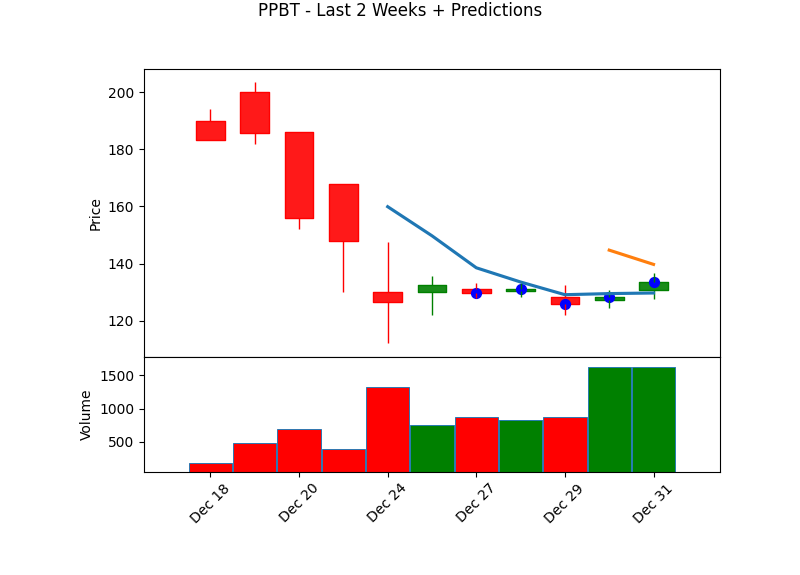 PPBT - Last 2 Weeks + Predictions
Price
200
180
160
140
120
Volume
1500
1000
500
Dec 18
Dec 20
Dec 24
Dec 27
Dec 29
Dec 31